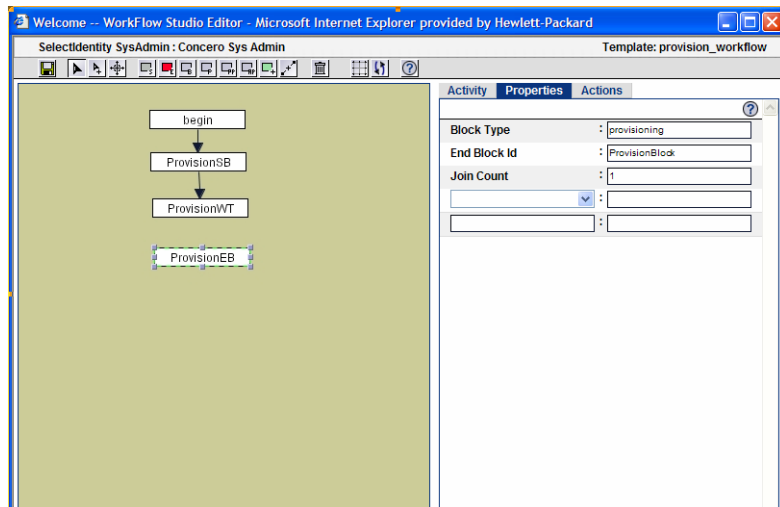 Welcome -- WorkFlow Studio Editor - Microsoft Internet Explorer provided by Hewlett-Packard
SelectIdentity SysAdmin : Concero Sys Admin
Template: provision_workflow
Activity Properties Actions
begin
ProvisionSB
ProvisionWT
ProvisionEB
Block Type : provisioning
End Block Id : ProvisionBlock
Join Count : 1
:
: